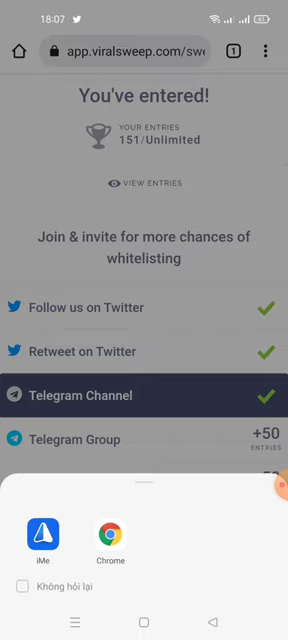 18:07
app.viralsweep.com/swe
1
You've entered!
YOUR ENTRIES
151/Unlimited
VIEW ENTRIES
Join & invite for more chances of
whitelisting
Follow us on Twitter
Retweet on Twitter
Telegram Channel
Telegram Group
+50
ENTRIES
iMe
Chrome
Không hỏi lại